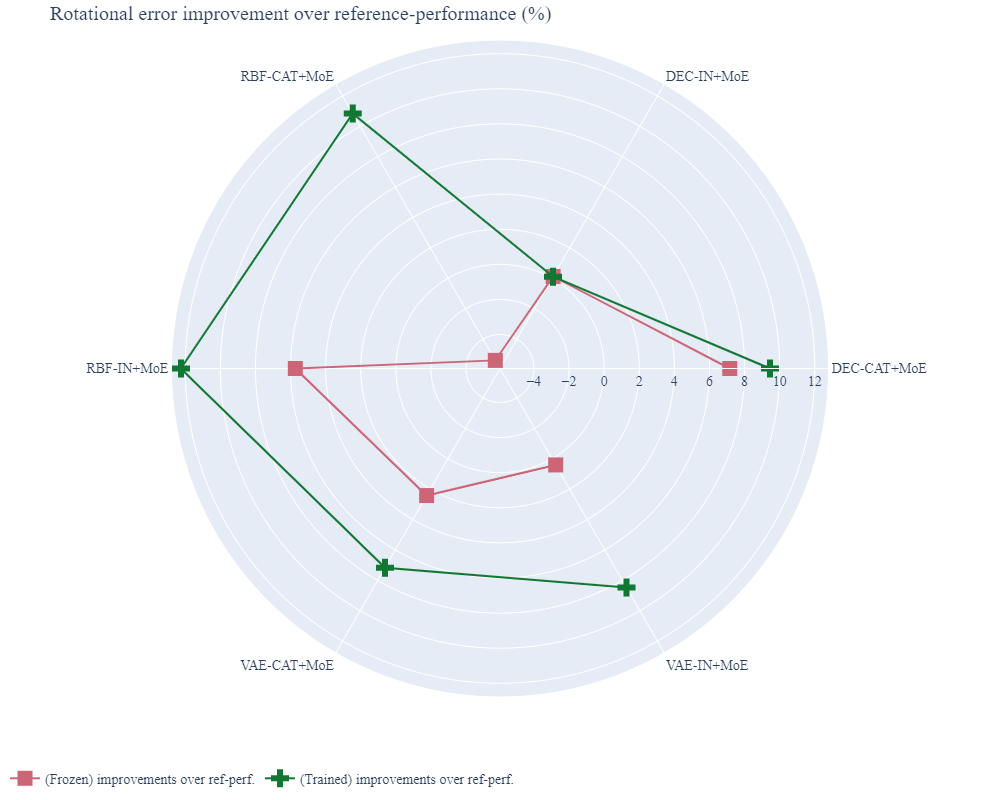 Rotational error improvement over reference-performance (%)
RBF-CAT+MoE
DEC-IN+MoE
RBF-IN+MoE
DEC-CAT+MoE
−4 −2 0 2 4 6 8 10 12
VAE-CAT+MoE
VAE-IN+MoE
(Frozen) improvements over ref-perf.
(Trained) improvements over ref-perf.